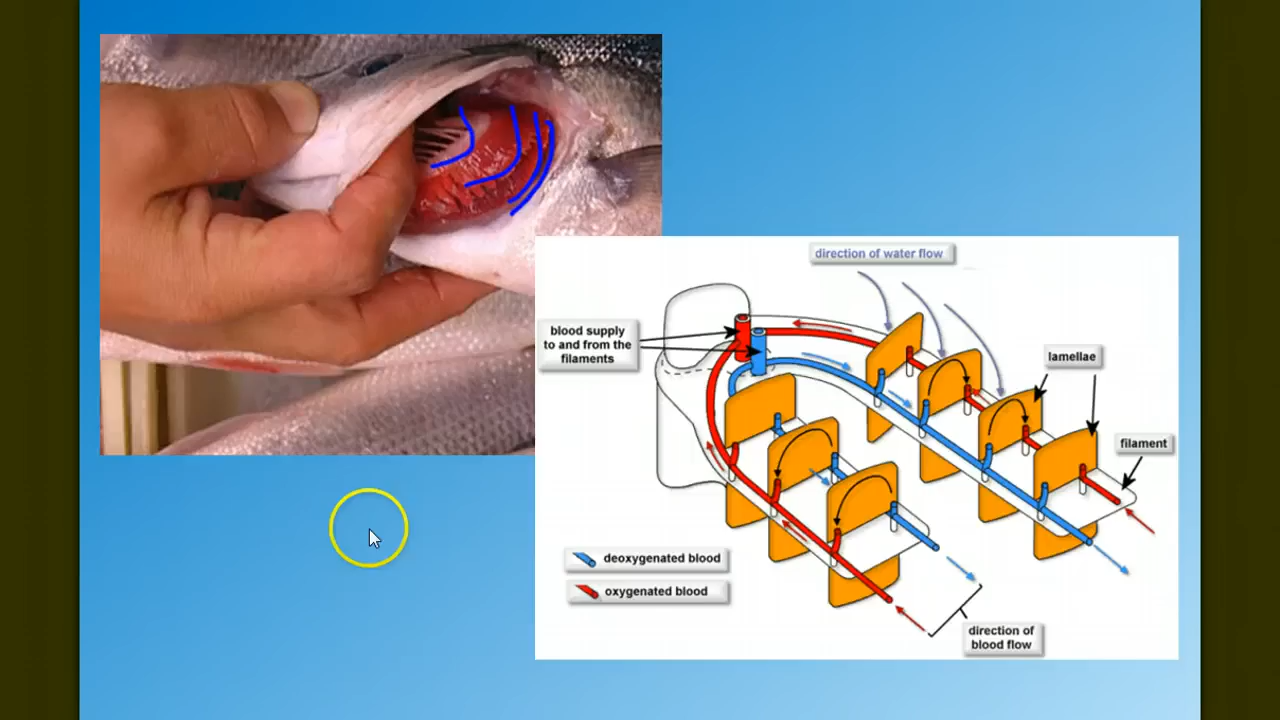 direction of water flow
blood supply
to and from the
filaments
lamellae
filament
deoxygenated blood
oxygenated blood
direction of
blood flow